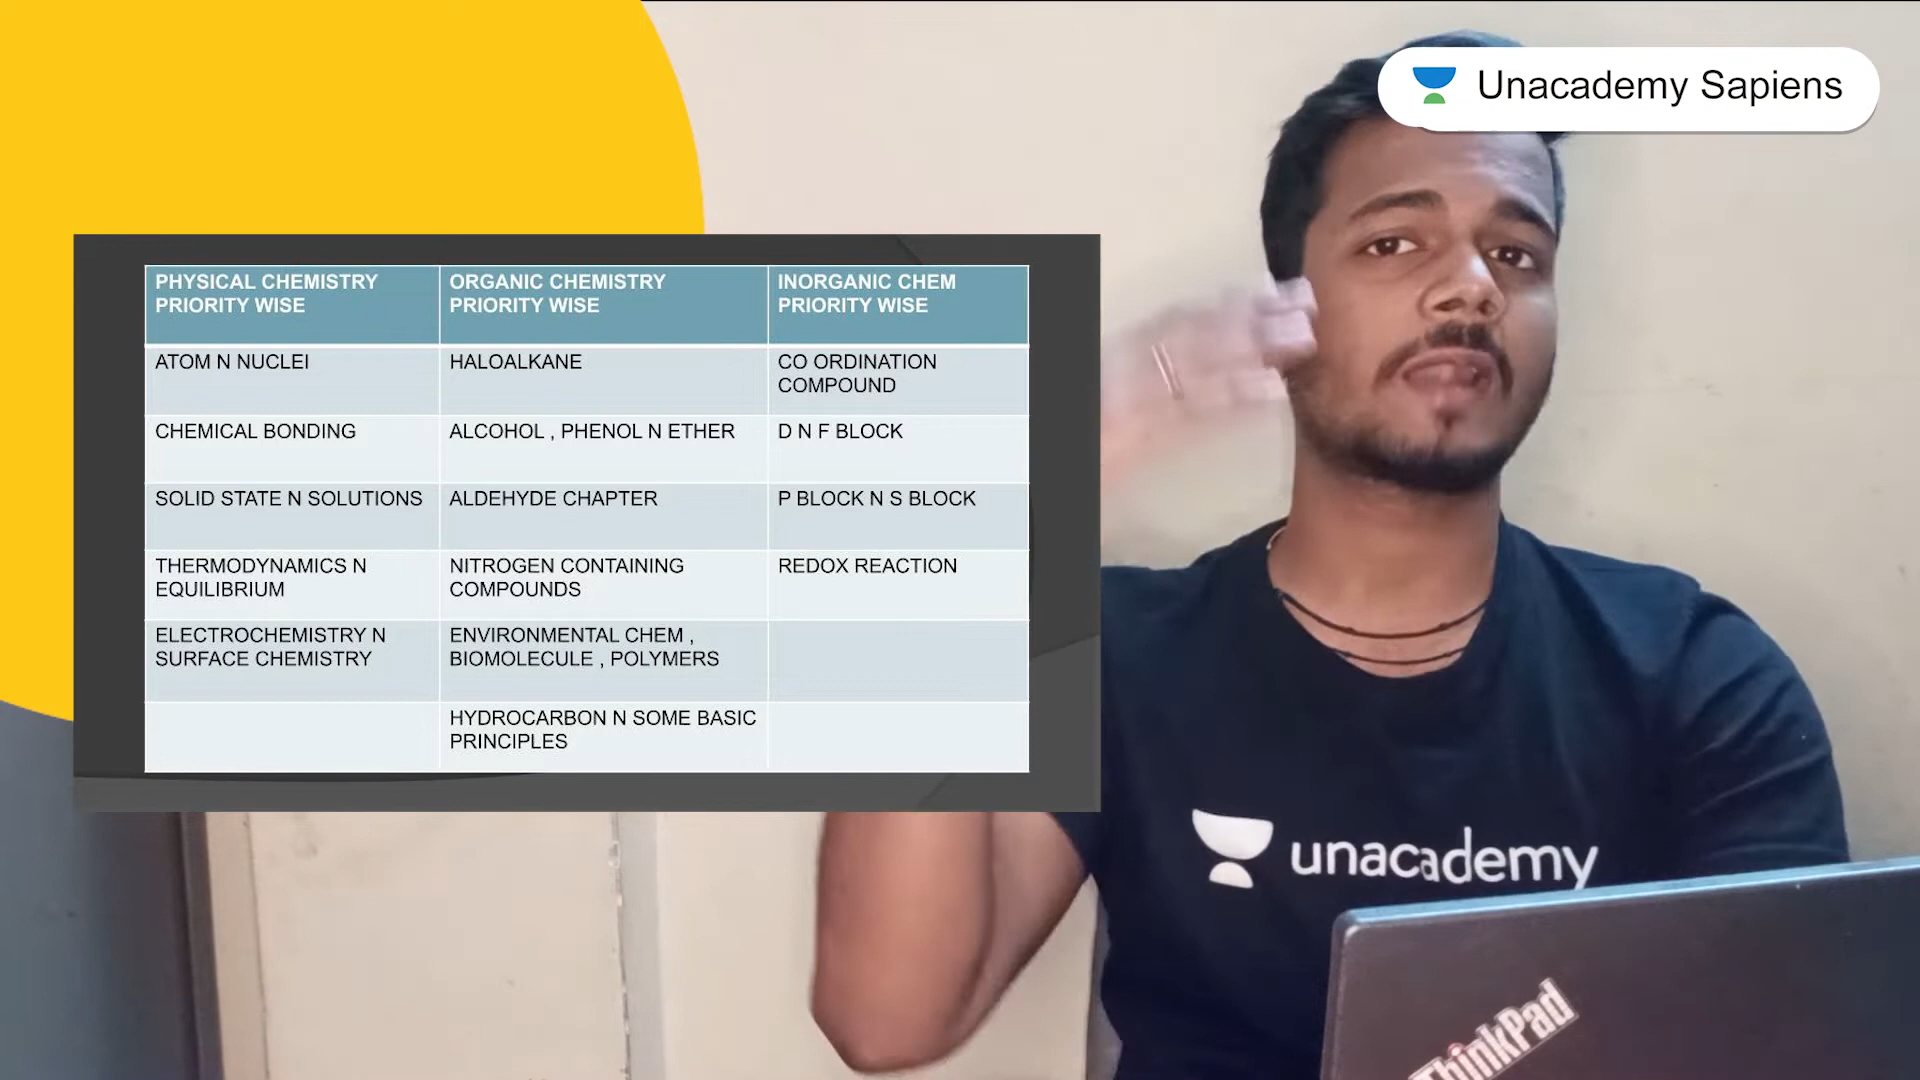 Unacademy Sapiens
PHYSICAL CHEMISTRY
PRIORITY WISE
ORGANIC CHEMISTRY
PRIORITY WISE
INORGANIC CHEM
PRIORITY WISE
ATOM N NUCLEI
HALOALKANE
CO ORDINATION
COMPOUND
CHEMICAL BONDING
ALCOHOL , PHENOL N ETHER
D N F BLOCK
SOLID STATE N SOLUTIONS
ALDEHYDE CHAPTER
P BLOCK N S BLOCK
THERMODYNAMICS N
EQUILIBRIUM
NITROGEN CONTAINING
COMPOUNDS
REDOX REACTION
ELECTROCHEMISTRY N
SURFACE CHEMISTRY
ENVIRONMENTAL CHEM ,
BIOMOLECULE , POLYMERS
HYDROCARBON N SOME BASIC
PRINCIPLES
unacademy
ThinkPad